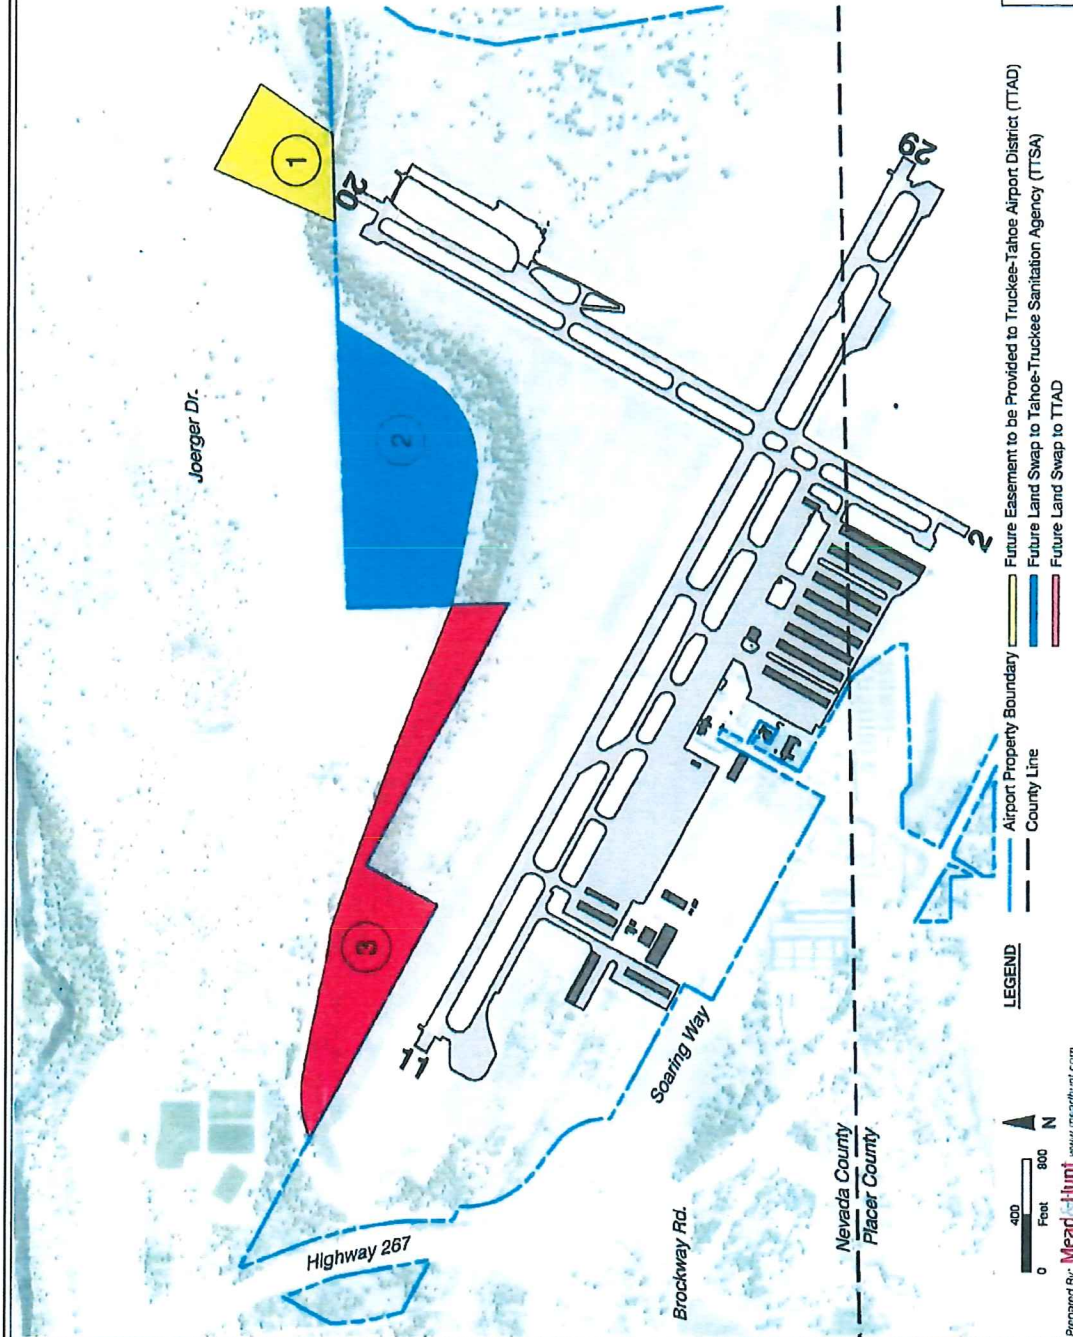 Joerger Dr.
1
2
3
20
29
11
2
Highway 267
Soaring Way
Brockway Rd.
Nevada County
Placer County
LEGEND
Airport Property Boundary
County Line
Future Easement to be Provided to Truckee-Tahoe Airport District (TTAD)
Future Land Swap to Tahoe-Truckee Sanitation Agency (TTSA)
Future Land Swap to TTAD
0
400
800
Feet
N
Prepared By: Mead & Hunt www.meadhunt.com